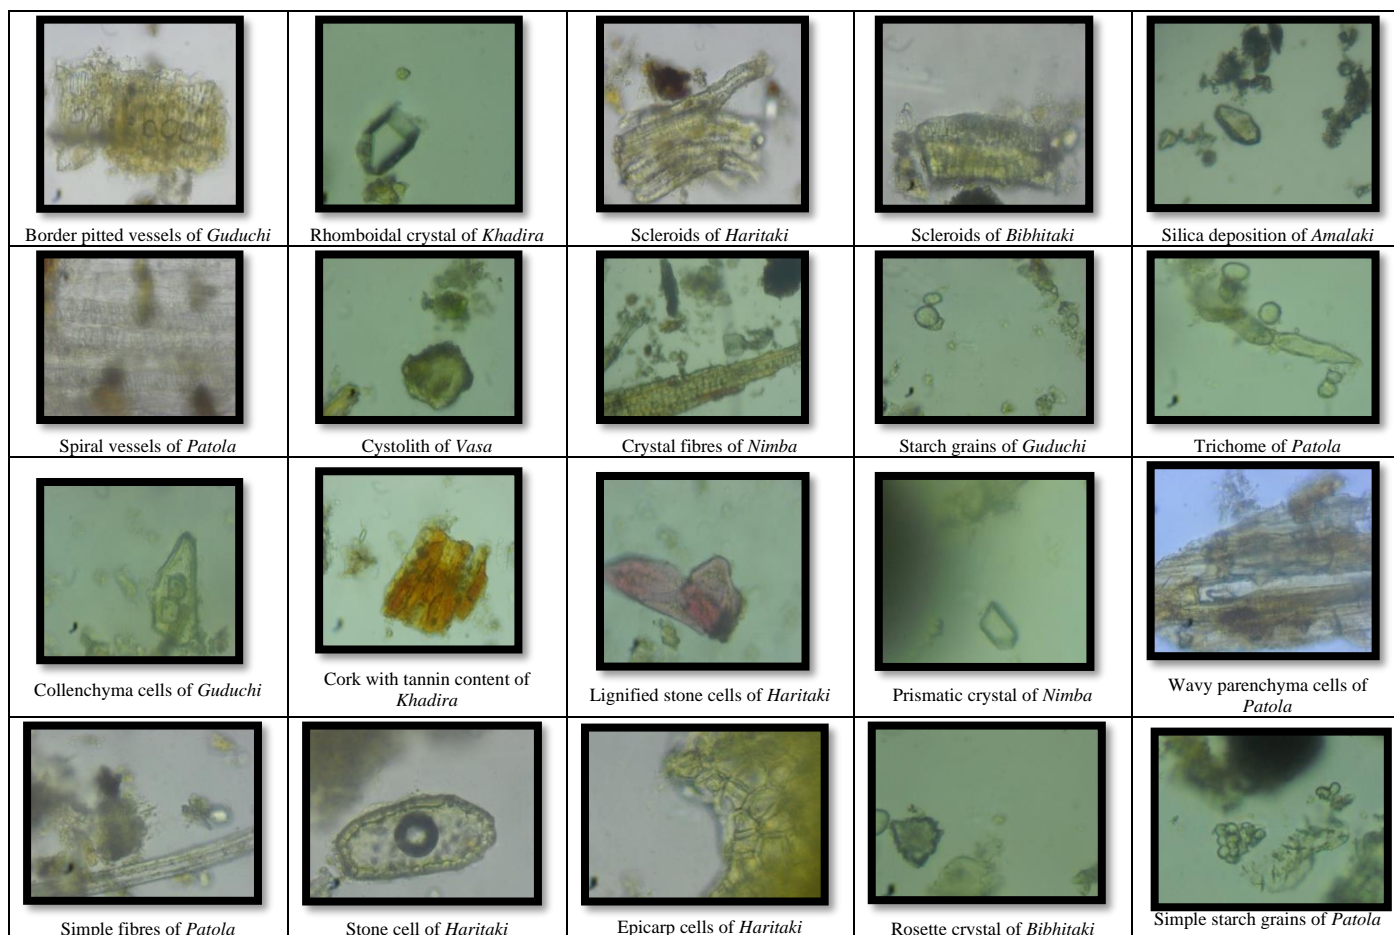 Border pitted vessels of Guduchi
Rhomboidal crystal of Khadira
Scleroids of Haritaki
Scleroids of Bibhitaki
Silica deposition of Amalaki
Spiral vessels of Patola
Cystolith of Vasa
Crystal fibres of Nimba
Starch grains of Guduchi
Trichome of Patola
Collenchyma cells of Guduchi
Cork with tannin content of
Khadira
Lignified stone cells of Haritaki
Prismatic crystal of Nimba
Wavy parenchyma cells of
Patola
Simple fibres of Patola
Stone cell of Haritaki
Epicarp cells of Haritaki
Rosette crystal of Bibhitaki
Simple starch grains of Patola